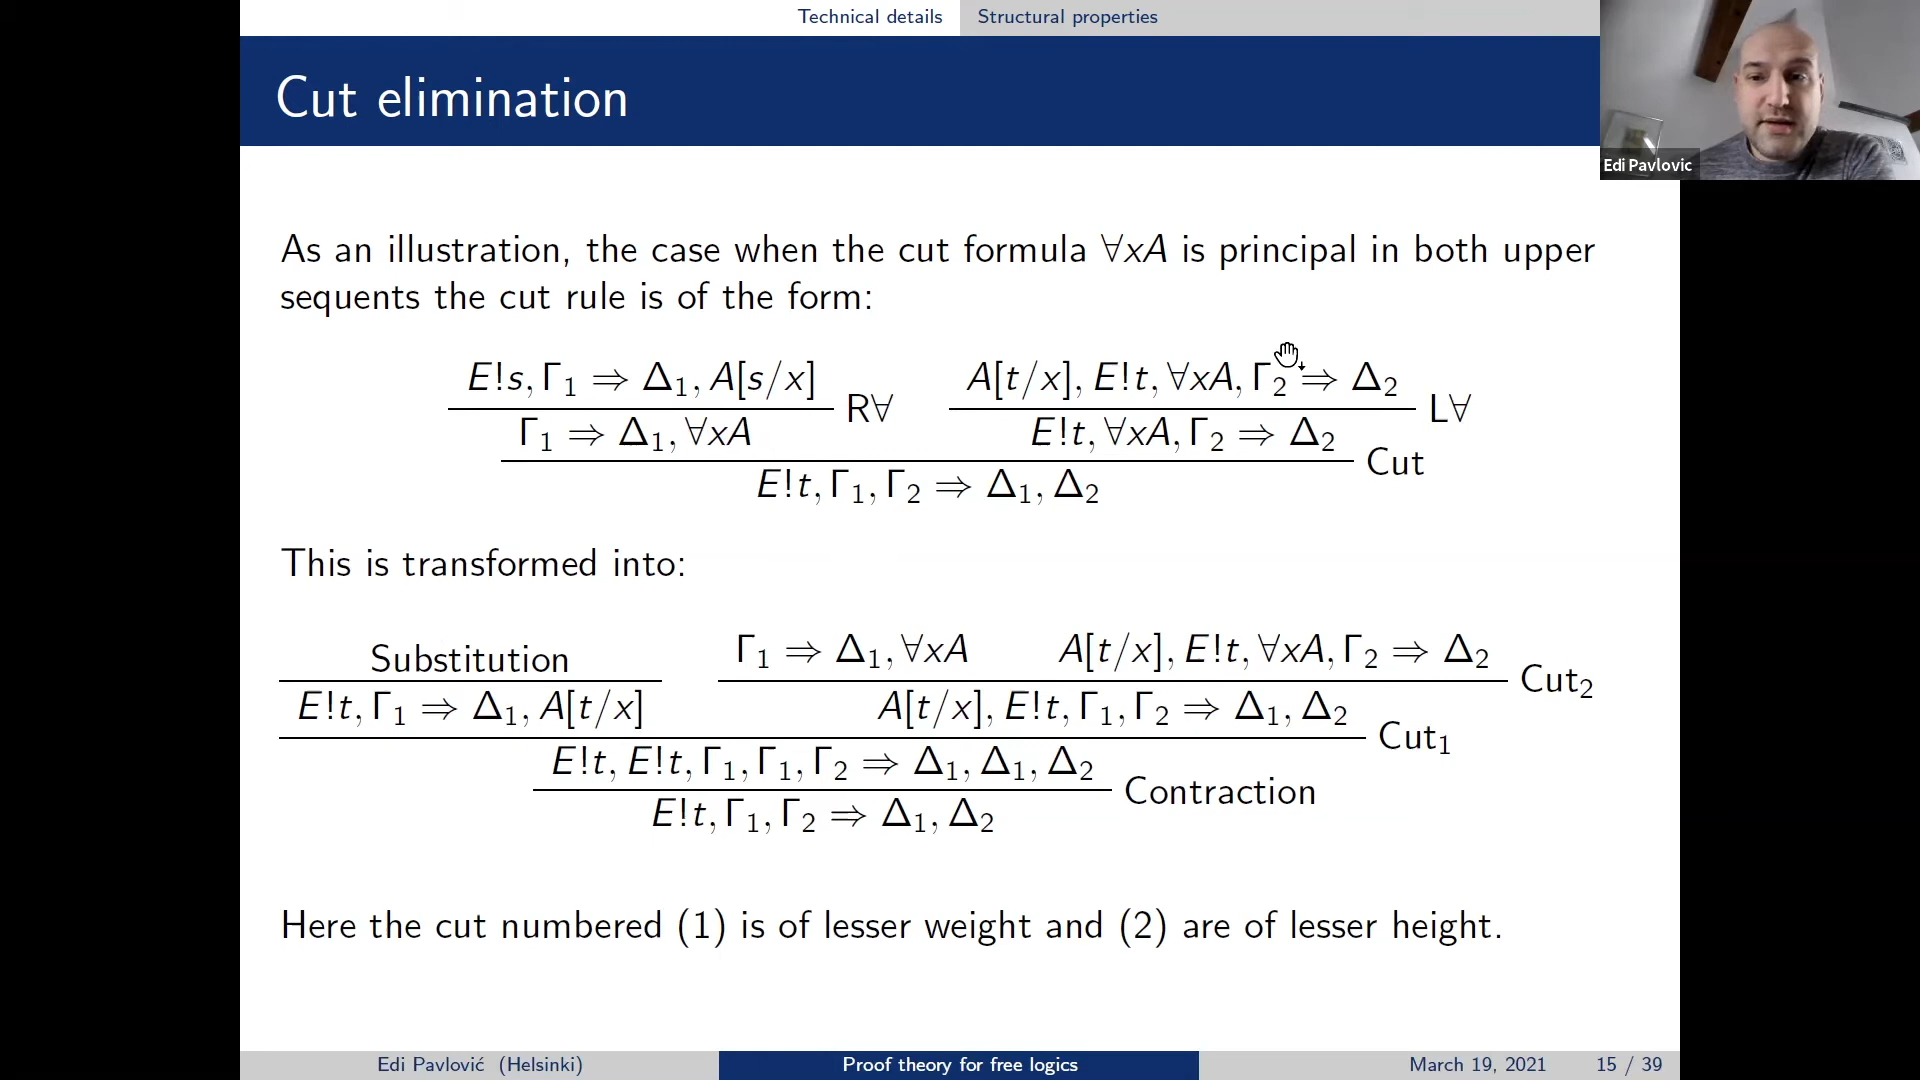 Technical details Structural properties
Cut elimination
Edi Pavlovic
As an illustration, the case when the cut formula ∀xA is principal in both upper
sequents the cut rule is of the form:
E!s, Γ₁ ⇒ Δ₁, A[s/x]
R∀
Γ₁ ⇒ Δ₁, ∀xA
A[t/x], E!t, ∀xA, Γ₂ ⇒ Δ₂
L∀
E!t, ∀xA, Γ₂ ⇒ Δ₂
Cut
E!t, Γ₁, Γ₂ ⇒ Δ₁, Δ₂
This is transformed into:
Substitution
E!t, Γ₁ ⇒ Δ₁, A[t/x]
Γ₁ ⇒ Δ₁, ∀xA A[t/x], E!t, ∀xA, Γ₂ ⇒ Δ₂
Cut₂
A[t/x], E!t, Γ₁, Γ₂ ⇒ Δ₁, Δ₂
Cut₁
E!t, E!t, Γ₁, Γ₁, Γ₂ ⇒ Δ₁, Δ₁, Δ₂
Contraction
E!t, Γ₁, Γ₂ ⇒ Δ₁, Δ₂
Here the cut numbered (1) is of lesser weight and (2) are of lesser height.
Edi Pavlović (Helsinki) Proof theory for free logics March 19, 2021 15 / 39